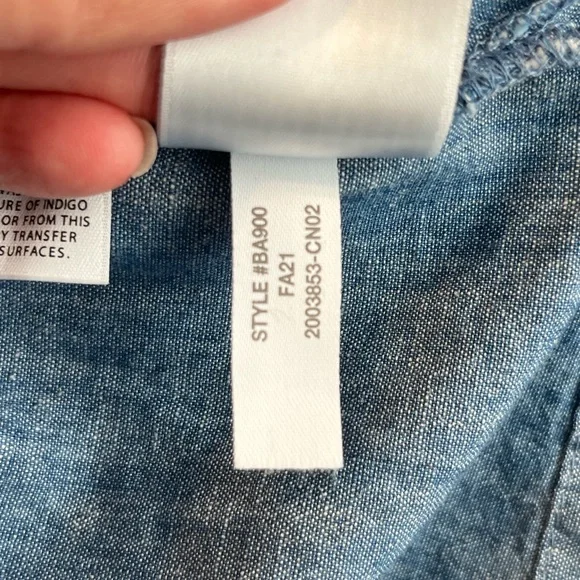 URE OF INDIGO
OR FROM THIS
Y TRANSFER
SURFACES.
STYLE #BA900
FA21
2003853-CN02